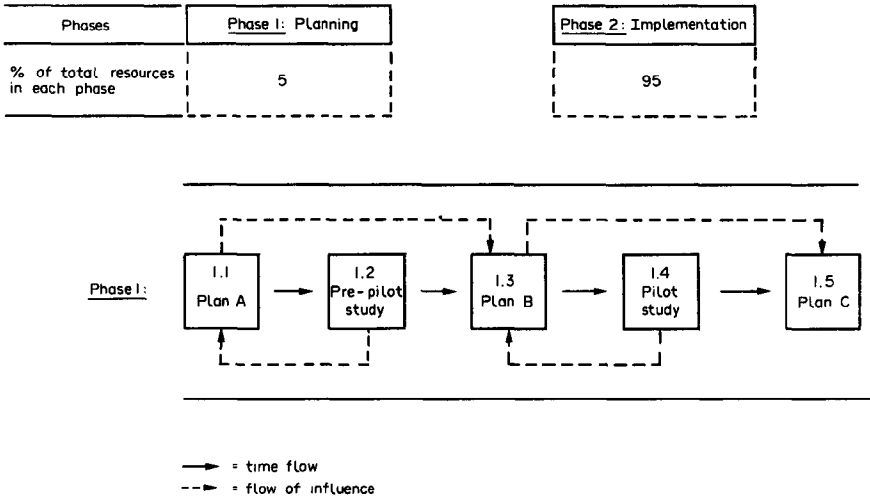 Phases
Phase 1: Planning
Phase 2: Implementation
% of total resources
in each phase
5
95
Phase 1:
1.1
Plan A
1.2
Pre-pilot
study
1.3
Plan B
1.4
Pilot
study
1.5
Plan C
= time flow
= flow of influence